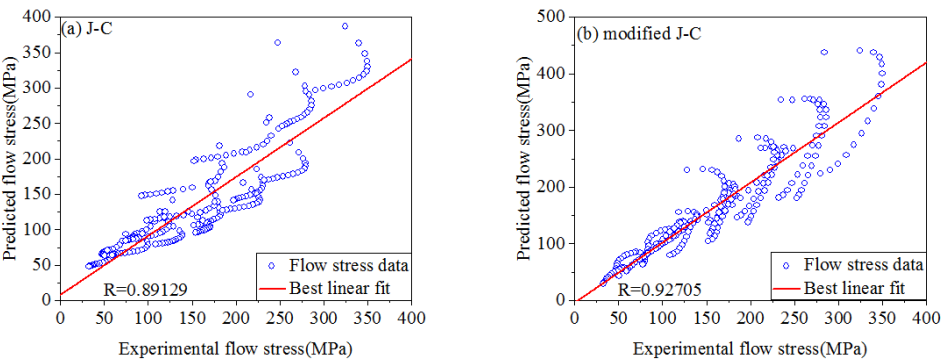 (a) J-C
Predicted flow stress(MPa)
400
350
300
250
200
150
100
50
0
Flow stress data
Best linear fit
R=0.89129
0 50 100 150 200 250 300 350 400
Experimental flow stress(MPa)
(b) modified J-C
Predicted flow stress(MPa)
500
400
300
200
100
0
Flow stress data
Best linear fit
R=0.92705
0 50 100 150 200 250 300 350 400
Experimental flow stress(MPa)